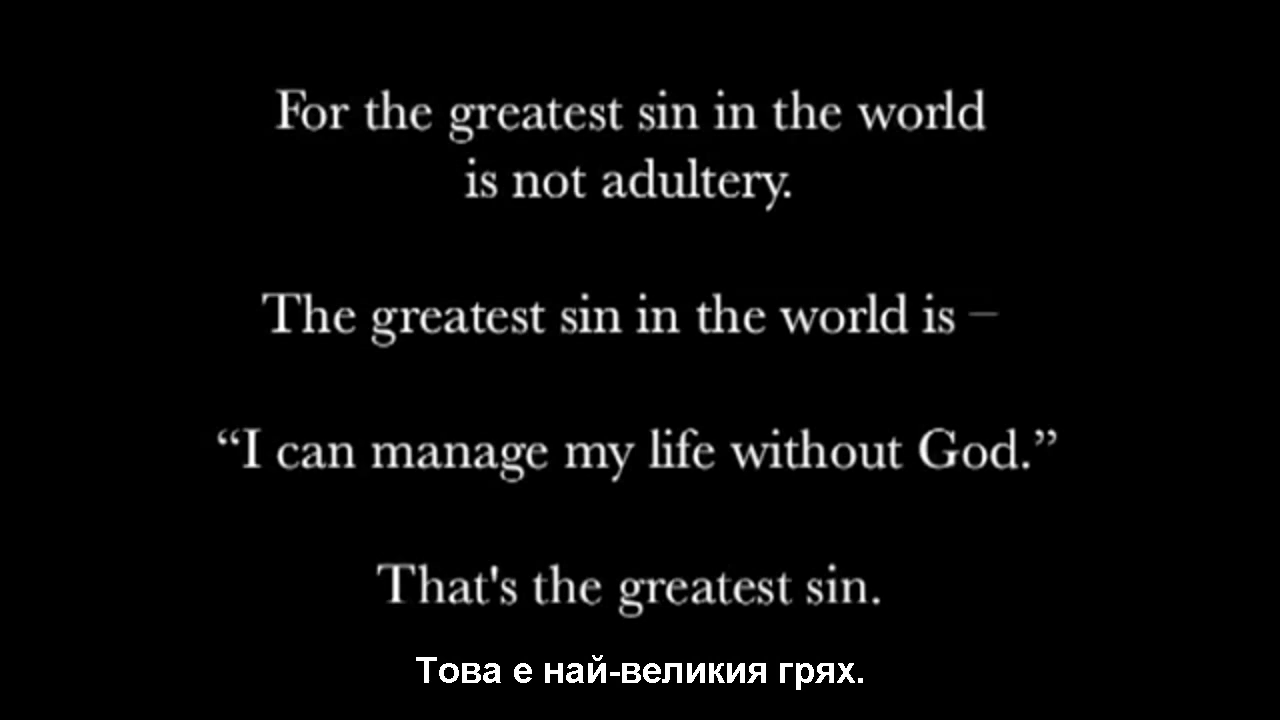 For the greatest sin in the world
is not adultery.
The greatest sin in the world is –
“I can manage my life without God.”
That's the greatest sin.
Това е най-великия грях.